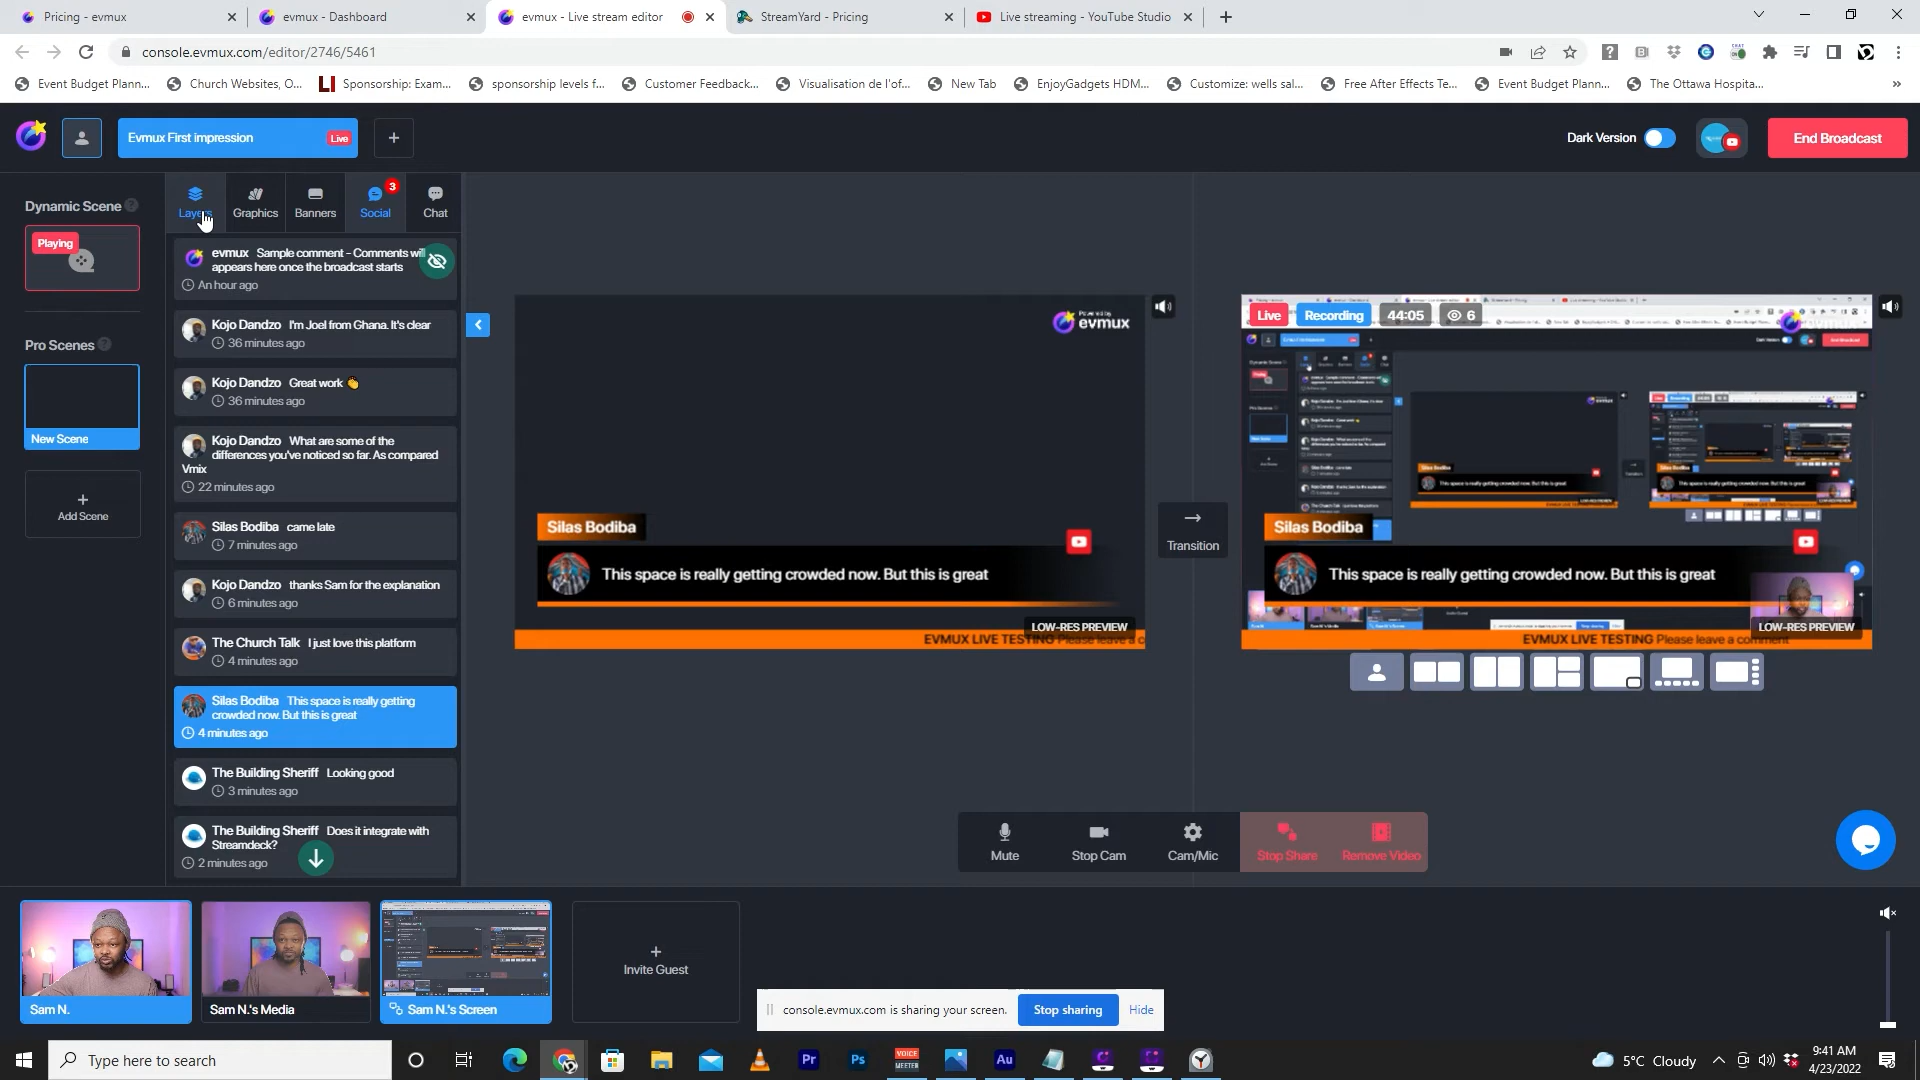 Pricing - evmux
evmux - Dashboard
evmux - Live stream editor
StreamYard - Pricing
Live streaming - YouTube Studio
console.evmux.com/editor/2746/5461
Event Budget Plann...
Church Websites, O...
Sponsorship: Exam...
sponsorship levels f...
Customer Feedback...
Visualisation de l'of...
New Tab
EnjoyGadgets HDM...
Customize: wells sal...
Free After Effects Te...
Event Budget Plann...
The Ottawa Hospita...
Evmux First impression
Live
Dark Version
End Broadcast
Dynamic Scene
Playing
Pro Scenes
New Scene
Add Scene
Layers
Graphics
Banners
3
Social
Chat
evmux Sample comment - Comments will
appears here once the broadcast starts
An hour ago
Kojo Dandzo I'm Joel from Ghana. It's clear
36 minutes ago
Kojo Dandzo Great work 👏
36 minutes ago
Kojo Dandzo What are some of the
differences you've noticed so far. As compared
Vmix
22 minutes ago
Silas Bodiba came late
7 minutes ago
Kojo Dandzo thanks Sam for the explanation
6 minutes ago
The Church Talk I just love this platform
4 minutes ago
Silas Bodiba This space is really getting
crowded now. But this is great
4 minutes ago
The Building Sheriff Looking good
3 minutes ago
The Building Sheriff Does it integrate with
Streamdeck?
2 minutes ago
Powered by
evmux
Silas Bodiba
This space is really getting crowded now. But this is great
LOW-RES PREVIEW
EVMUX LIVE TESTING Please leave a c
Transition
Live
Recording
44:05
6
Silas Bodiba
This space is really getting crowded now. But this is great
LOW-RES PREVIEW
EVMUX LIVE TESTING Please leave a comment
Mute
Stop Cam
Cam/Mic
Stop Share
Remove Video
Sam N.
Sam N.'s Media
Sam N.'s Screen
Invite Guest
console.evmux.com is sharing your screen.
Stop sharing
Hide
Type here to search
Pr
Ps
VOICE
MEETER
Au
5°C Cloudy
9:41 AM
4/23/2022